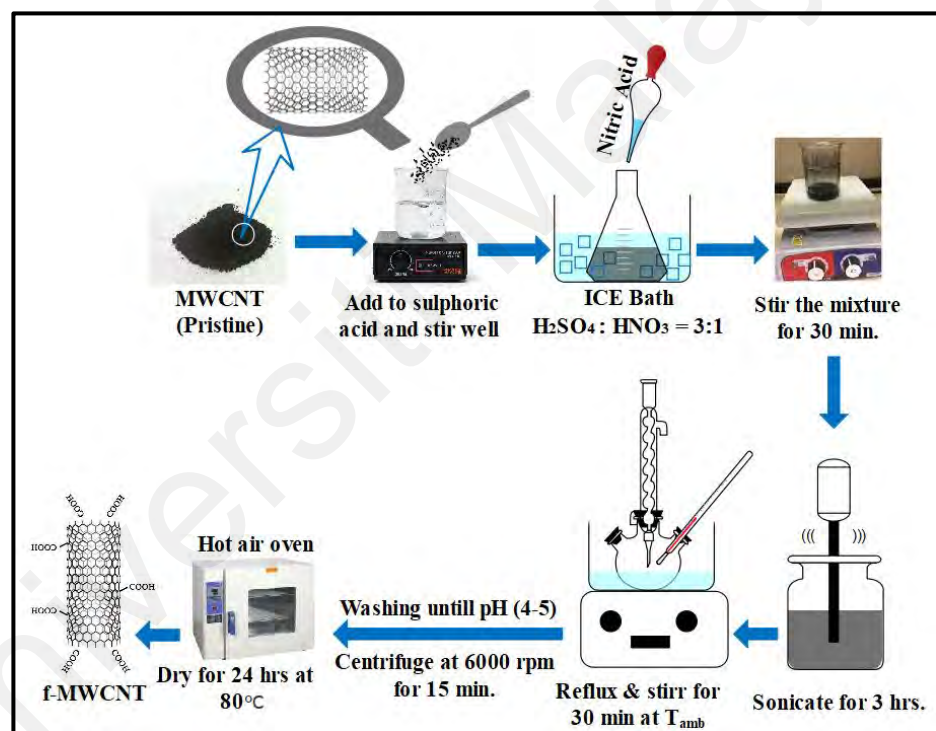 Nitric Acid
MWCNT
(Pristine)
Add to sulphoric
acid and stir well
ICE Bath
H₂SO₄ : HNO₃ = 3:1
Stir the mixture
for 30 min.
Sonicate for 3 hrs.
Reflux & stirr for
30 min at Tₐₘb
Washing untill pH (4-5)
Centrifuge at 6000 rpm
for 15 min.
Hot air oven
Dry for 24 hrs at
80°C
HOOC
COOH
HOOC
COOH
HOOC
HOOC
COOH
f-MWCNT